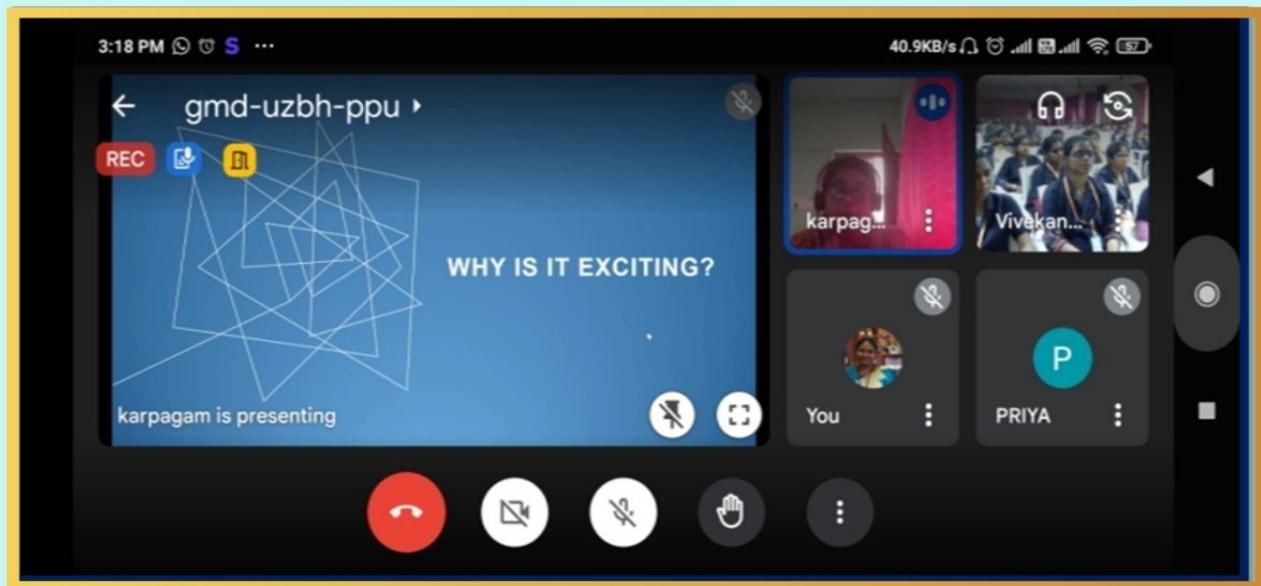 3:18 PM S ...
40.9KB/s 57
gmd-uzbh-ppu
REC
WHY IS IT EXCITING?
karpagam is presenting
karpag...
Vivekan...
You
P
PRIYA